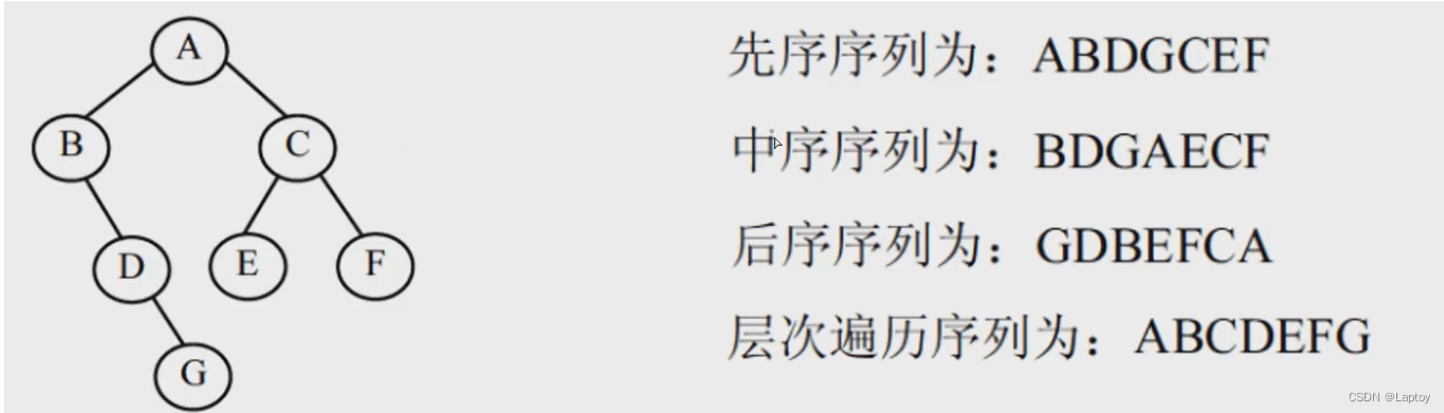 A
B
C
D
E
F
G
先序序列为：ABDGCEF
中序序列为：BDGAECF
后序序列为：GDBEFCA
层次遍历序列为：ABCDEFG
CSDN @Laptoy